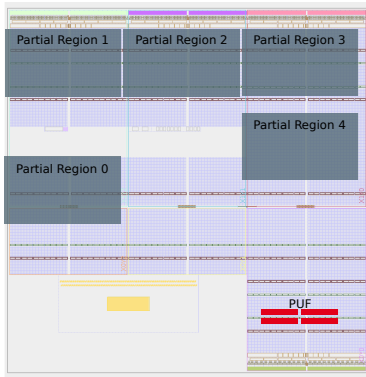 Partial Region 1
Partial Region 2
Partial Region 3
Partial Region 4
Partial Region 0
PUF